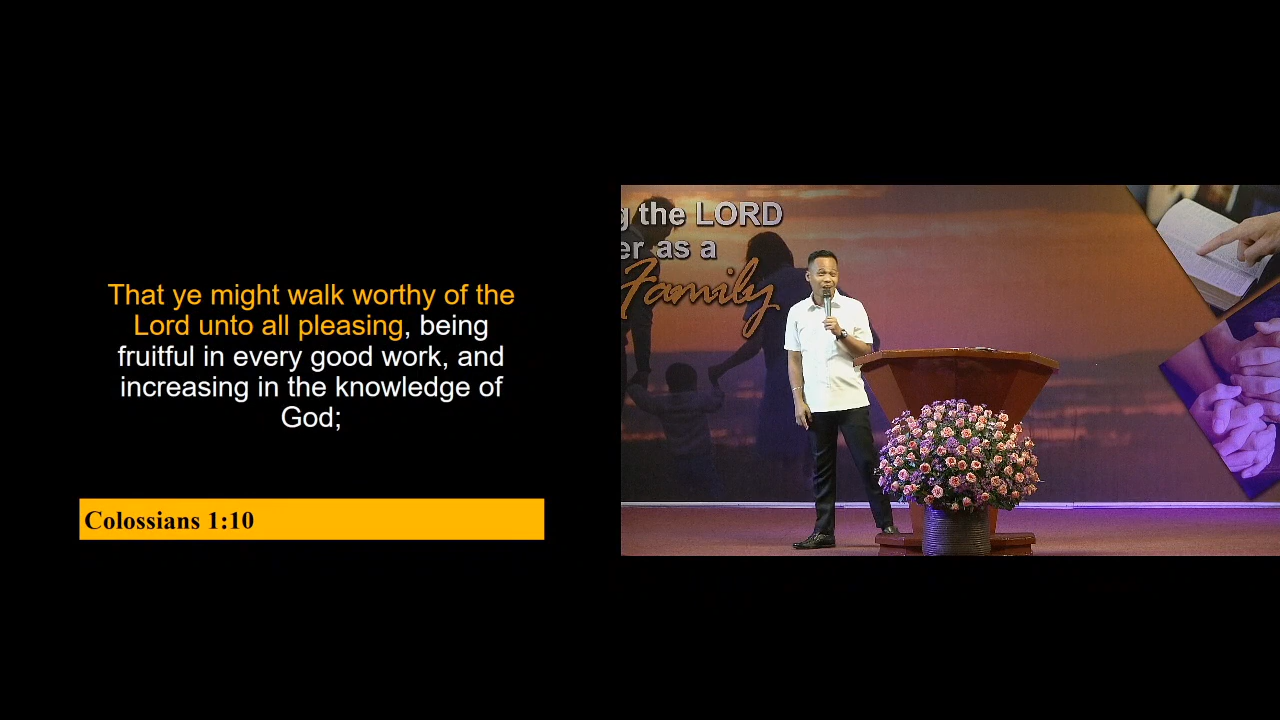 That ye might walk worthy of the
Lord unto all pleasing, being
fruitful in every good work, and
increasing in the knowledge of
God;
Colossians 1:10
the LORD
as a
Family